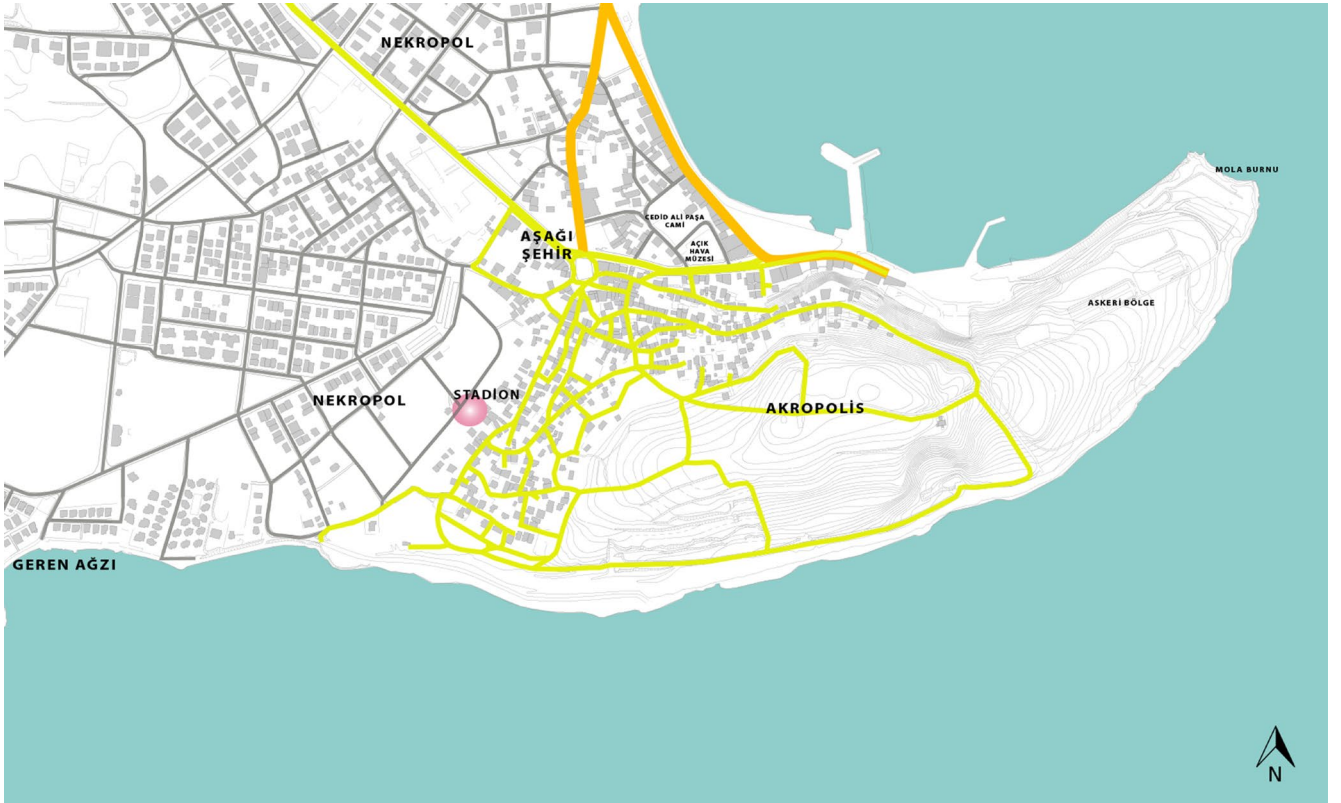 NEKROPOL
MOLA BURNU
CEDİD ALİ PAŞA
CAMİ
AŞAĞI
ŞEHİR
AÇIK
HAVA
MÜZESİ
ASKERİ BÖLGE
STADİON
NEKROPOL
AKROPOLİS
GEREN AĞZI
N